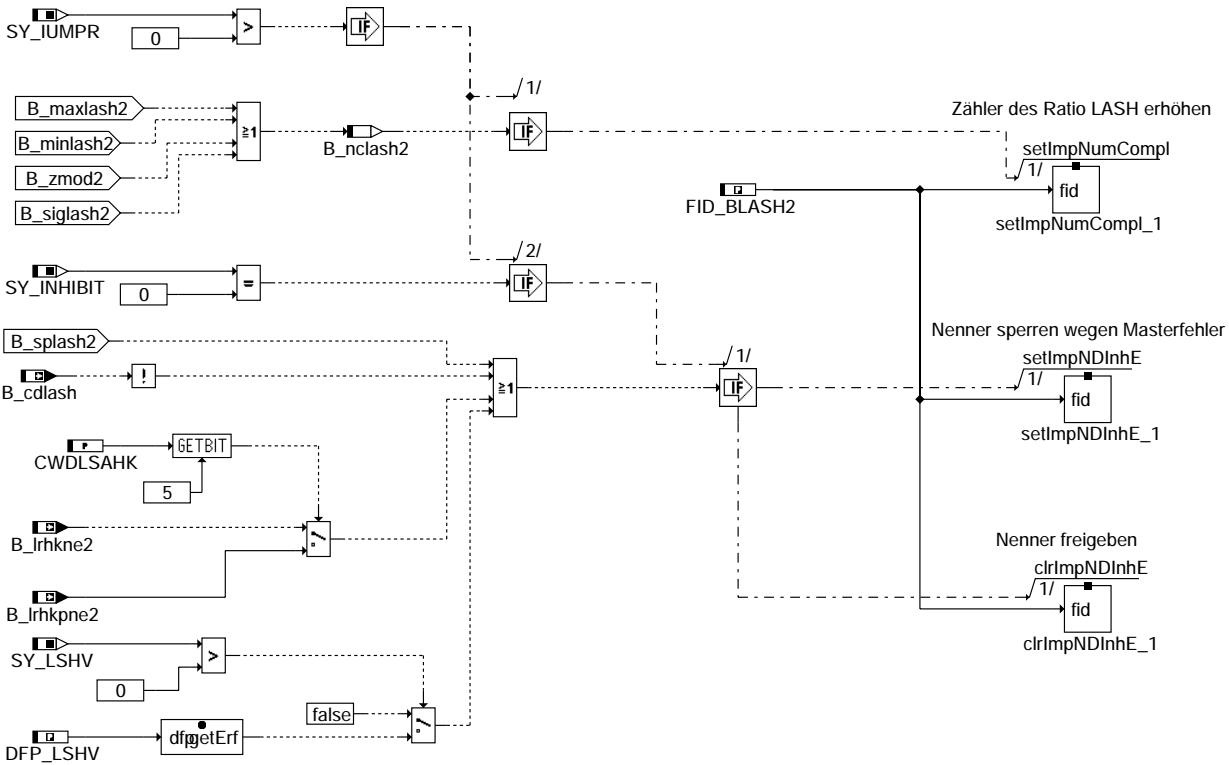 SY_IUMPR
0
>
IF
/1/
B_maxlash2
B_minlash2
B_zmod2
B_siglash2
≥1
B_nclash2
IF
Zähler des Ratio LASH erhöhen
setImpNumCompl
1/
fid
setImpNumCompl_1
FID_BLASH2
/2/
SY_INHIBIT
0
=
IF
B_splash2
B_cdlash
!
≥1
/1/
IF
Nenner sperren wegen Masterfehler
setImpNDInhE
1/
fid
setImpNDInhE_1
CWDLSAHK
GETBIT
5
B_lrhkne2
B_lrhkpne2
Nenner freigeben
clrImpNDInhE
1/
fid
clrImpNDInhE_1
SY_LSHV
0
>
false
DFP_LSHV
dfpgetErf